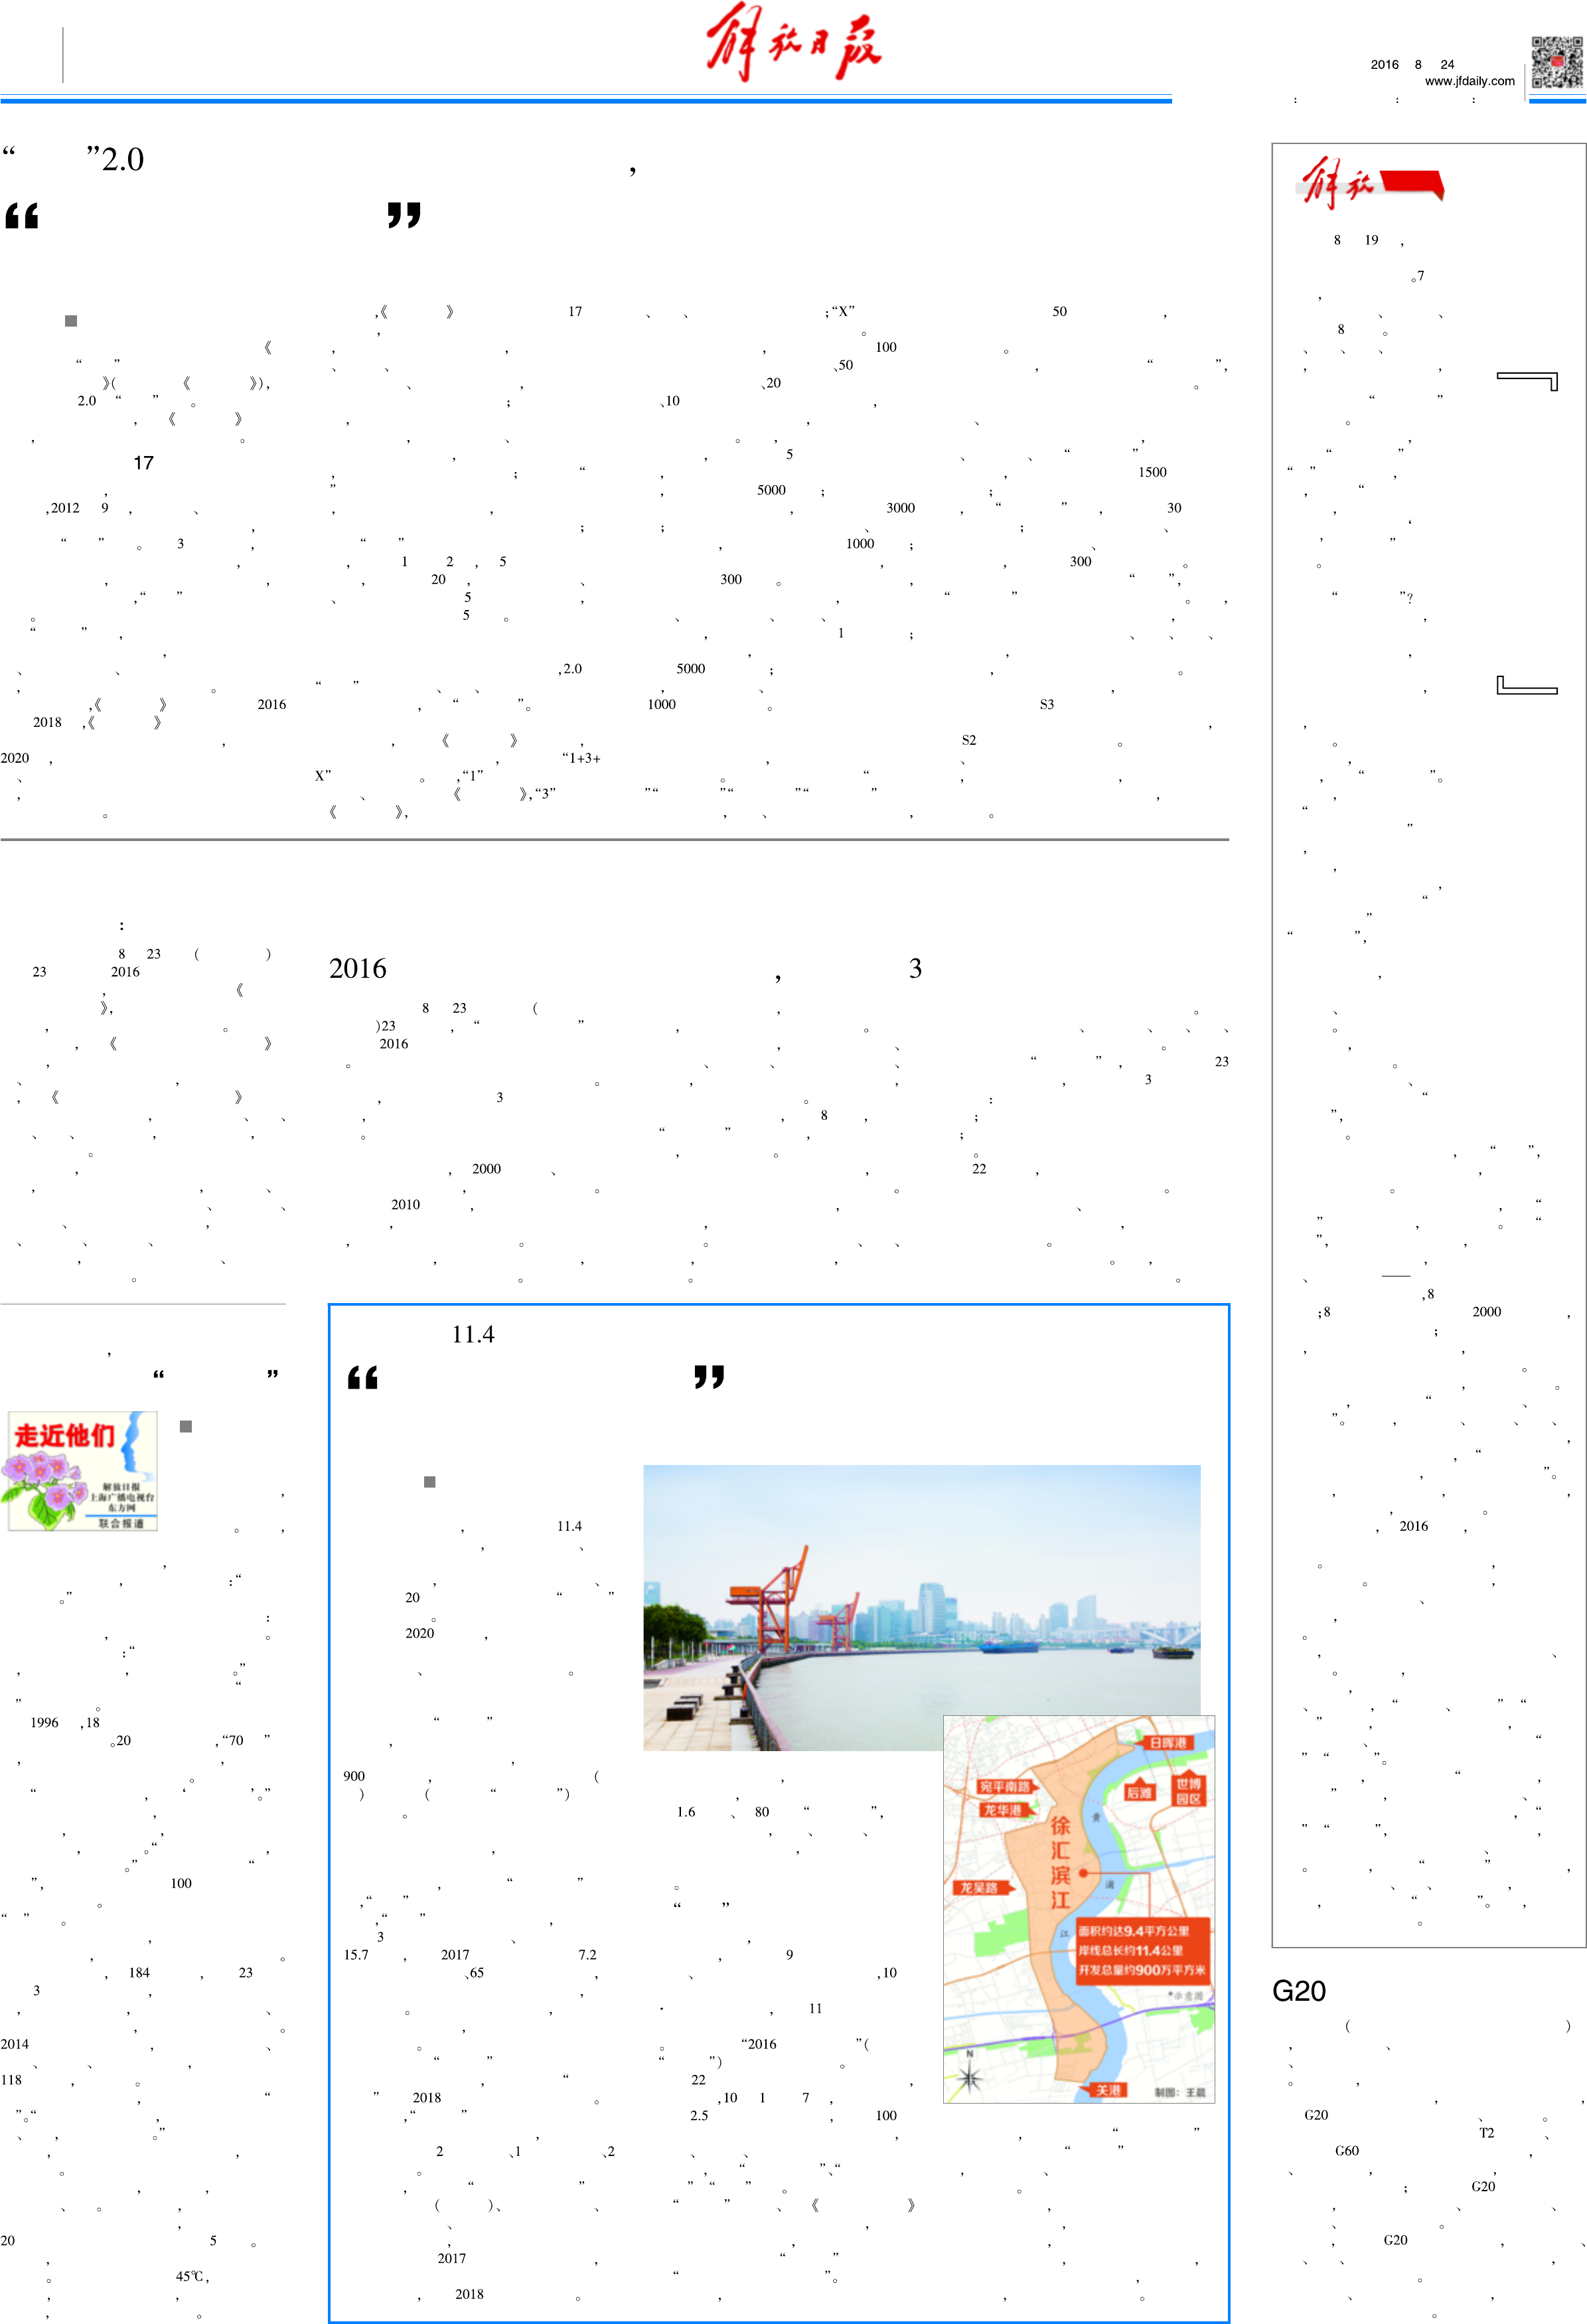 解放日报
2016 8 24
www.jfdaily.com
: : :
“ ”2.0 ,
“ ”
,《 》 17 、 、 ;“X” 50 ,
《 , , , 100 。
“ ” 、 、 、50 , “ ”,
》( 《 》), 、 , 、20 。
2.0 “ ” 。 ; 、10 ,
17
,2012 9 , 、
“ ” 。 3 ,
,《 》 2016
2018 ,《 》
2020 ,
1 2 , 5
20 ,
5
5 。
,2.0 5000 ;
“ ” 、 、
, “ ”。 1000 。
, 《 》 ,
, “1+3+
X” 。 ,“1”
、 《 》,“3” ”“ ”“ ”“ ”
《 》,
5
5000 ;
3000
1000 ;
300 。
1 ;
1500
30
300 。
S3
S2
:
8 23 ( )
23 2016
, 《
》,
2016 , 3
8 23 (
)23 , “ ”
2016
3
, 2000 、
2010 ,
, 8 ,
“ ” , 23
, 3
22 ,
,
“ ”
走近他们
解放日报
上海广播电视台
东方网
联合报道
1996 ,18
。20 ,“70 ”
100
, 184 , 23
3 ,
2014
118 ,
20 5 。
45℃,
11.4
“ ”
, 11.4
20 “ ”
2020 ,
900 , (
) ( “ ”)
3 、
15.7 , 2017 7.2
、65 ,
” 2018 。
2 、1 、2
2017
, 2018 。
1.6 、 80 “ ”,
“ ”
, 9
,10
· , 11
。 “2016 ”(
“ ”) 。
22 ,
,10 1 7 ,
2.5 , 100
日晖港
宛平南路
龙华港
后滩
世博
园区
黄
徐汇滨江
浦
龙吴路
江
面积约达9.4平方公里
岸线总长约11.4公里
开发总量约900万平方米
*示意图
N
关港
制图：王晨
解放
8 19 ,
。7
8 。
“ ”?
,8
;8 2000 ,
, 2016 ,
G20
( )
G20 、 。
T2 、
G60 ,
; G20
, G20 , 、